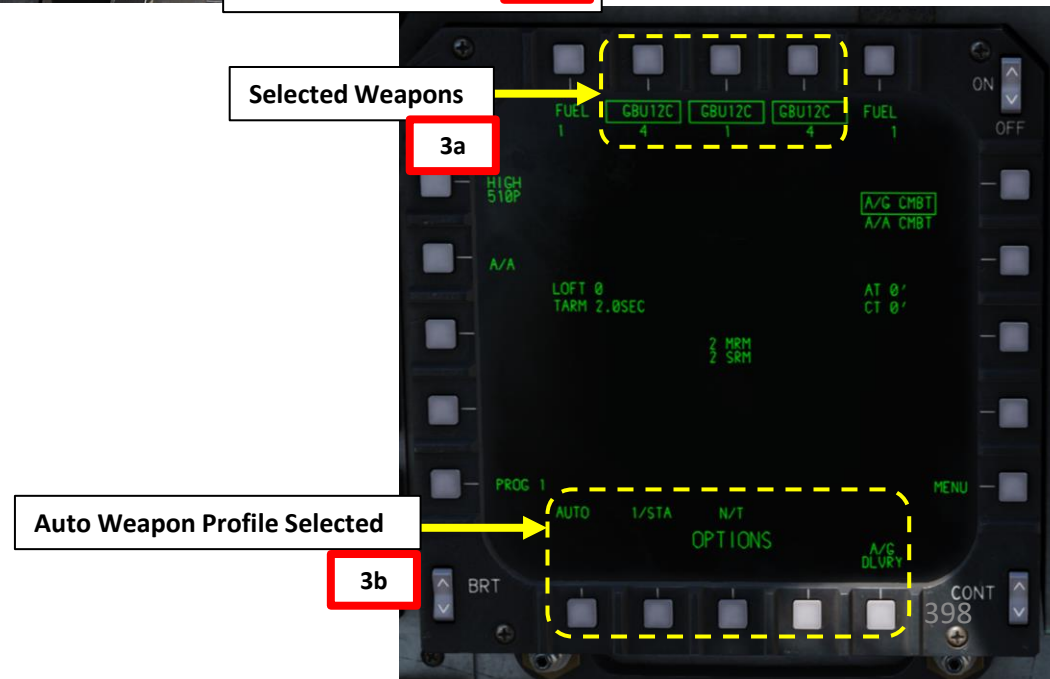 Selected Weapons
3a
ON
OFF
FUEL GBU12C GBU12C GBU12C FUEL
1 4 1 4 1
HIGH
510P
A/G CMBT
A/A CMBT
A/A
LOFT 0
TARM 2.0SEC
AT 0'
CT 0'
2 MRM
2 SRM
PROG 1
MENU
Auto Weapon Profile Selected
3b
AUTO 1/STA N/T
OPTIONS
A/G
DLVRY
BRT
CONT
398